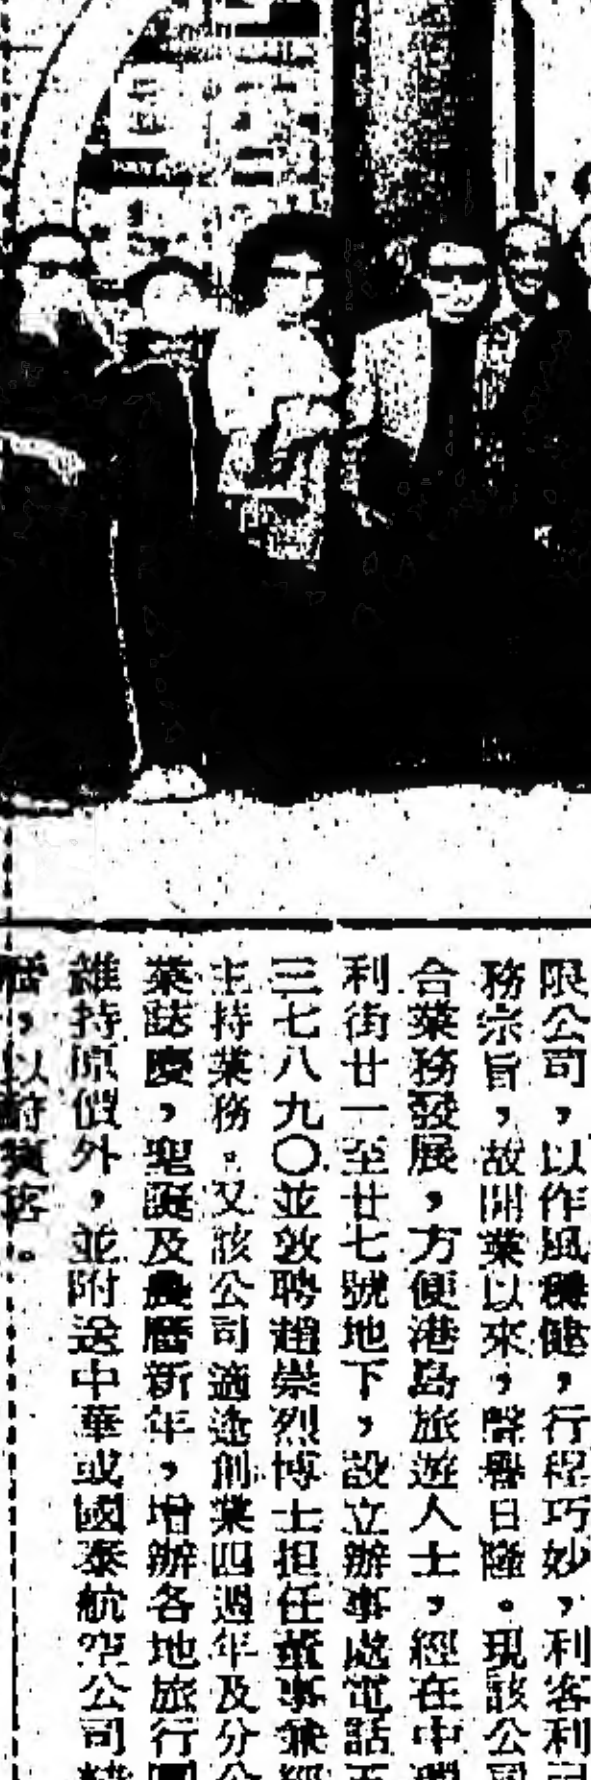 限公司，以作風穩健，行程巧妙，利客利己
務宗旨，故開業以來，聲譽日隆。現該公司
合業務發展，方便港島旅遊人士，經在中環
利街廿一至廿七號地下，設立辦事處電話五
三七八九〇並敦聘趙崇烈博士担任董事兼經
主持業務。又該公司適逢創業四週年及分公
業誌慶，聖誕及農曆新年，增辦各地旅行團
維持原價外，並附送中華或國泰航空公司精
，以酬賓客。